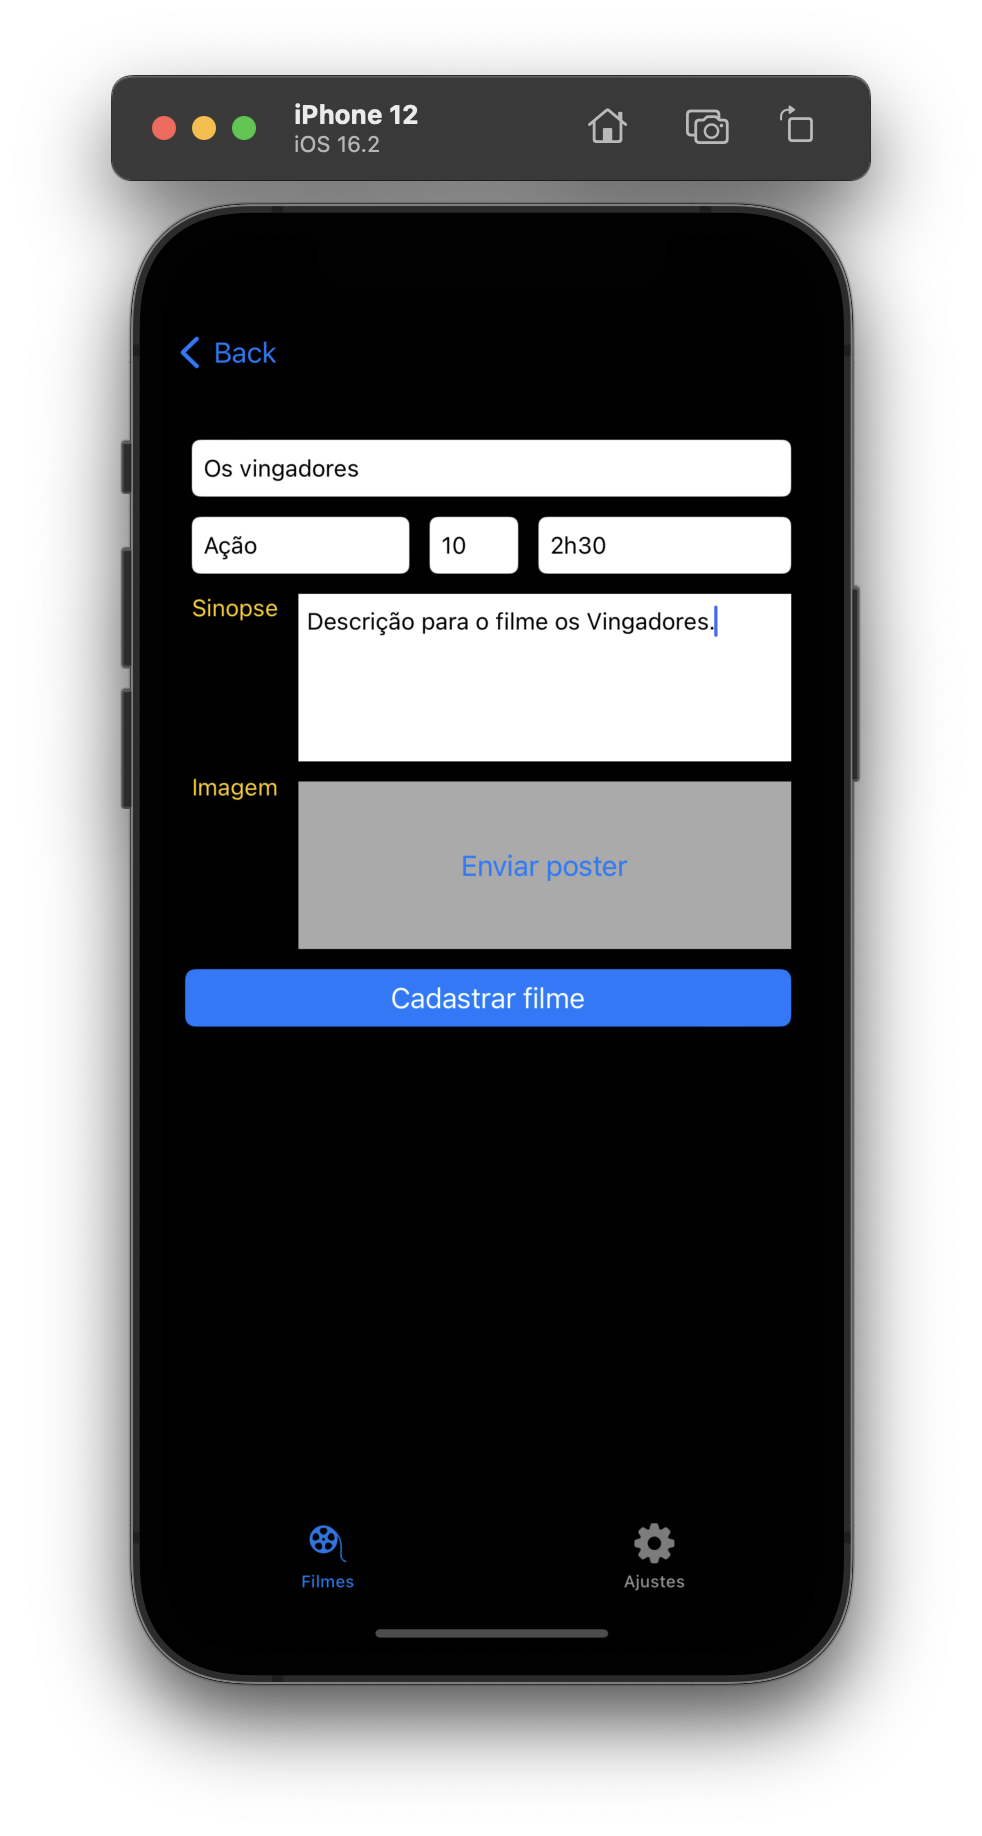 iPhone 12
iOS 16.2
Back
Os vingadores
Ação 10 2h30
Sinopse Descrição para o filme os Vingadores.
Imagem
Enviar poster
Cadastrar filme
Filmes Ajustes